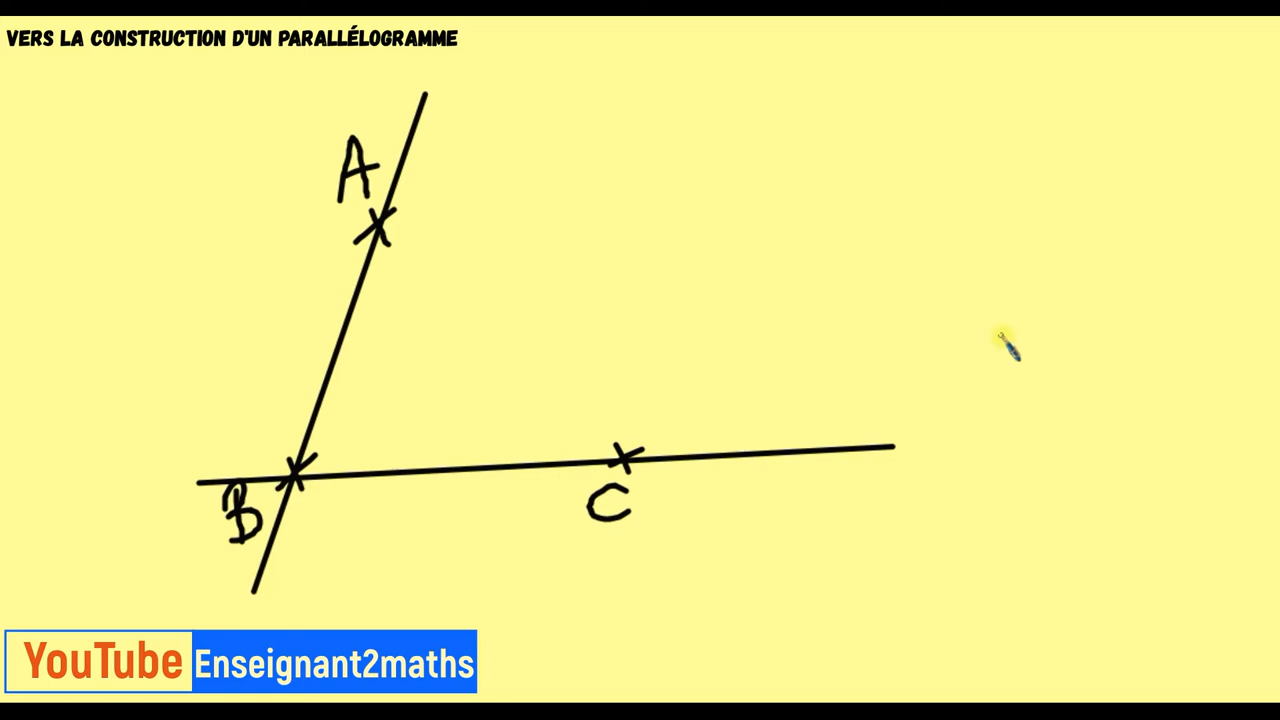 VERS LA CONSTRUCTION D'UN PARALLÉLOGRAMME
A
B
C
YouTube Enseignant2maths